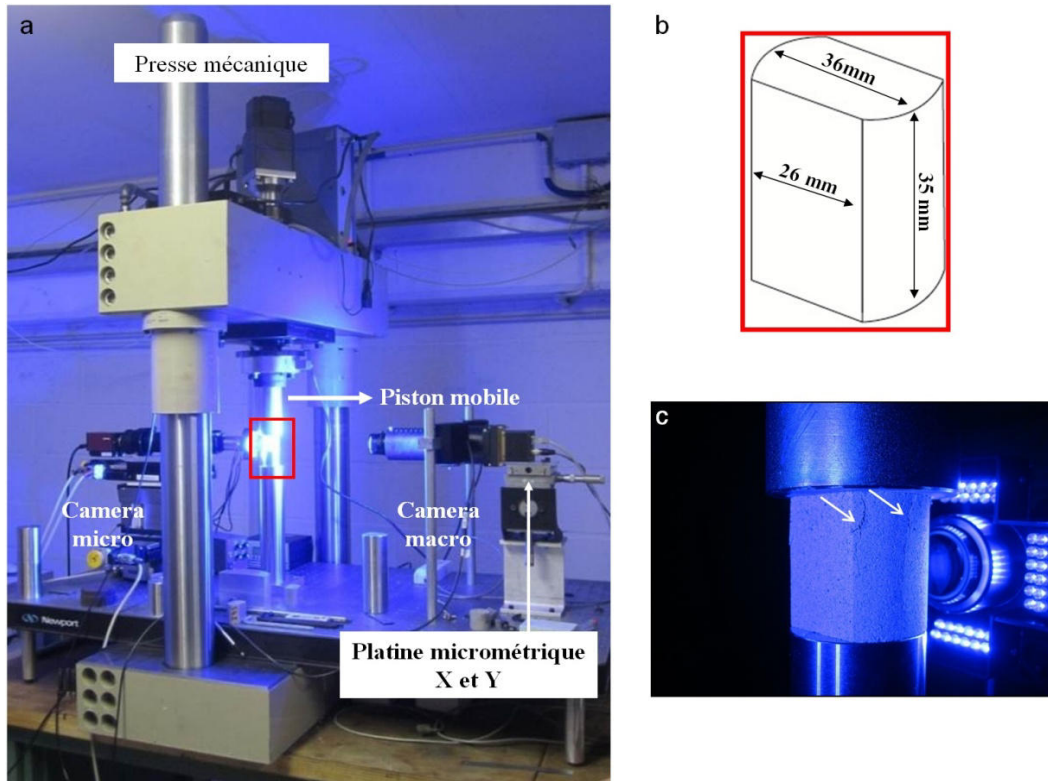 a
Presse mécanique
Piston mobile
Camera
micro
Camera
macro
Newport
Platine micrométrique
X et Y
b
36mm
26 mm
35 mm
c